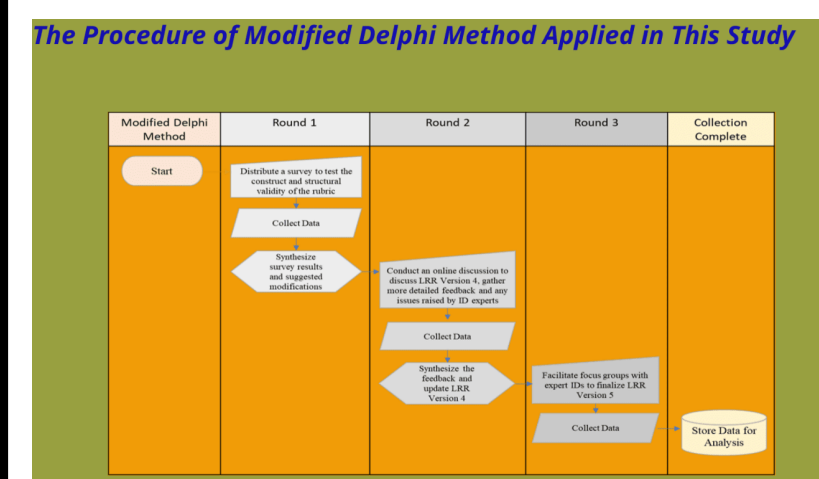 The Procedure of Modified Delphi Method Applied in This Study
Modified Delphi
Method
Round 1
Round 2
Round 3
Collection
Complete
Start
Distribute a survey to test the
construct and structural
validity of the rubric
Collect Data
Synthesize
survey results
and suggested
modifications
Conduct an online discussion to
discuss LRR Version 4, gather
more detailed feedback and any
issues raised by ID experts
Collect Data
Synthesize the
feedback and
update LRR
Version 4
Facilitate focus groups with
expert IDs to finalize LRR
Version 5
Collect Data
Store Data for
Analysis